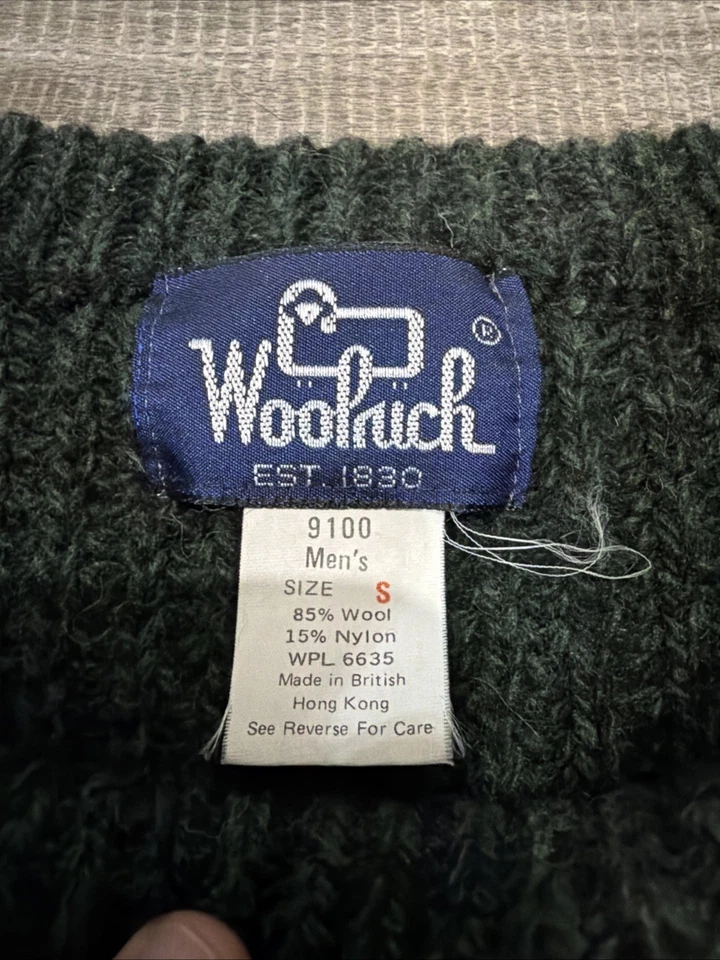 Woolrich
®
EST. 1830
9100
Men's
SIZE S
85% Wool
15% Nylon
WPL 6635
Made in British
Hong Kong
See Reverse For Care